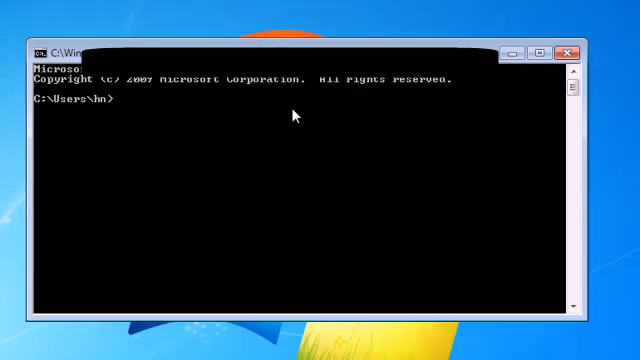 C:\Win
Microso
Copyright (c) 2009 Microsoft Corporation. All rights reserved.
C:\Users\hn>